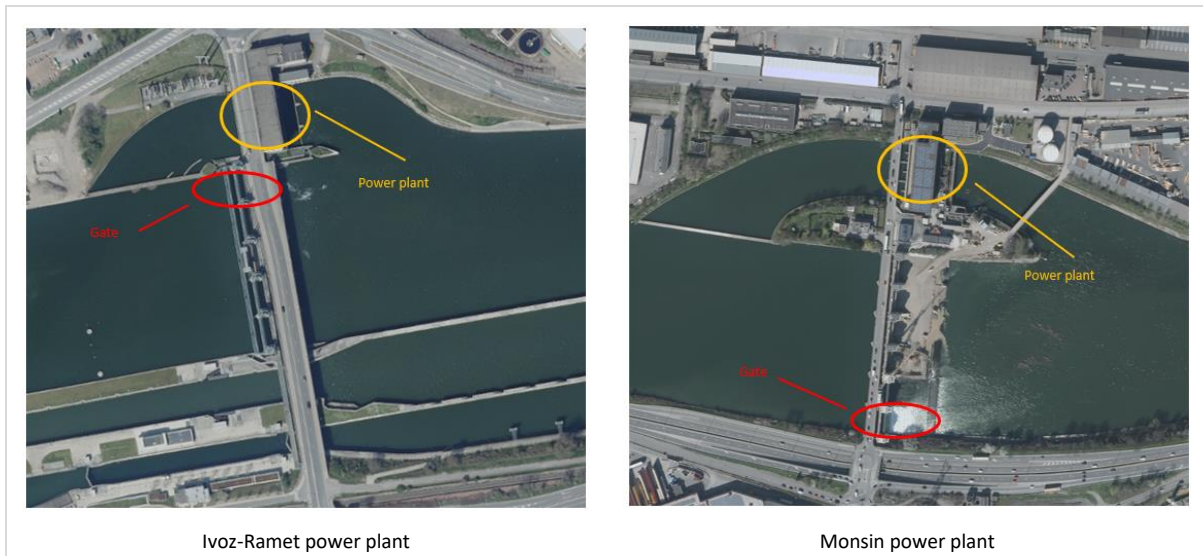 Power plant
Gate
Power plant
Gate
Ivoz-Ramet power plant
Monsin power plant